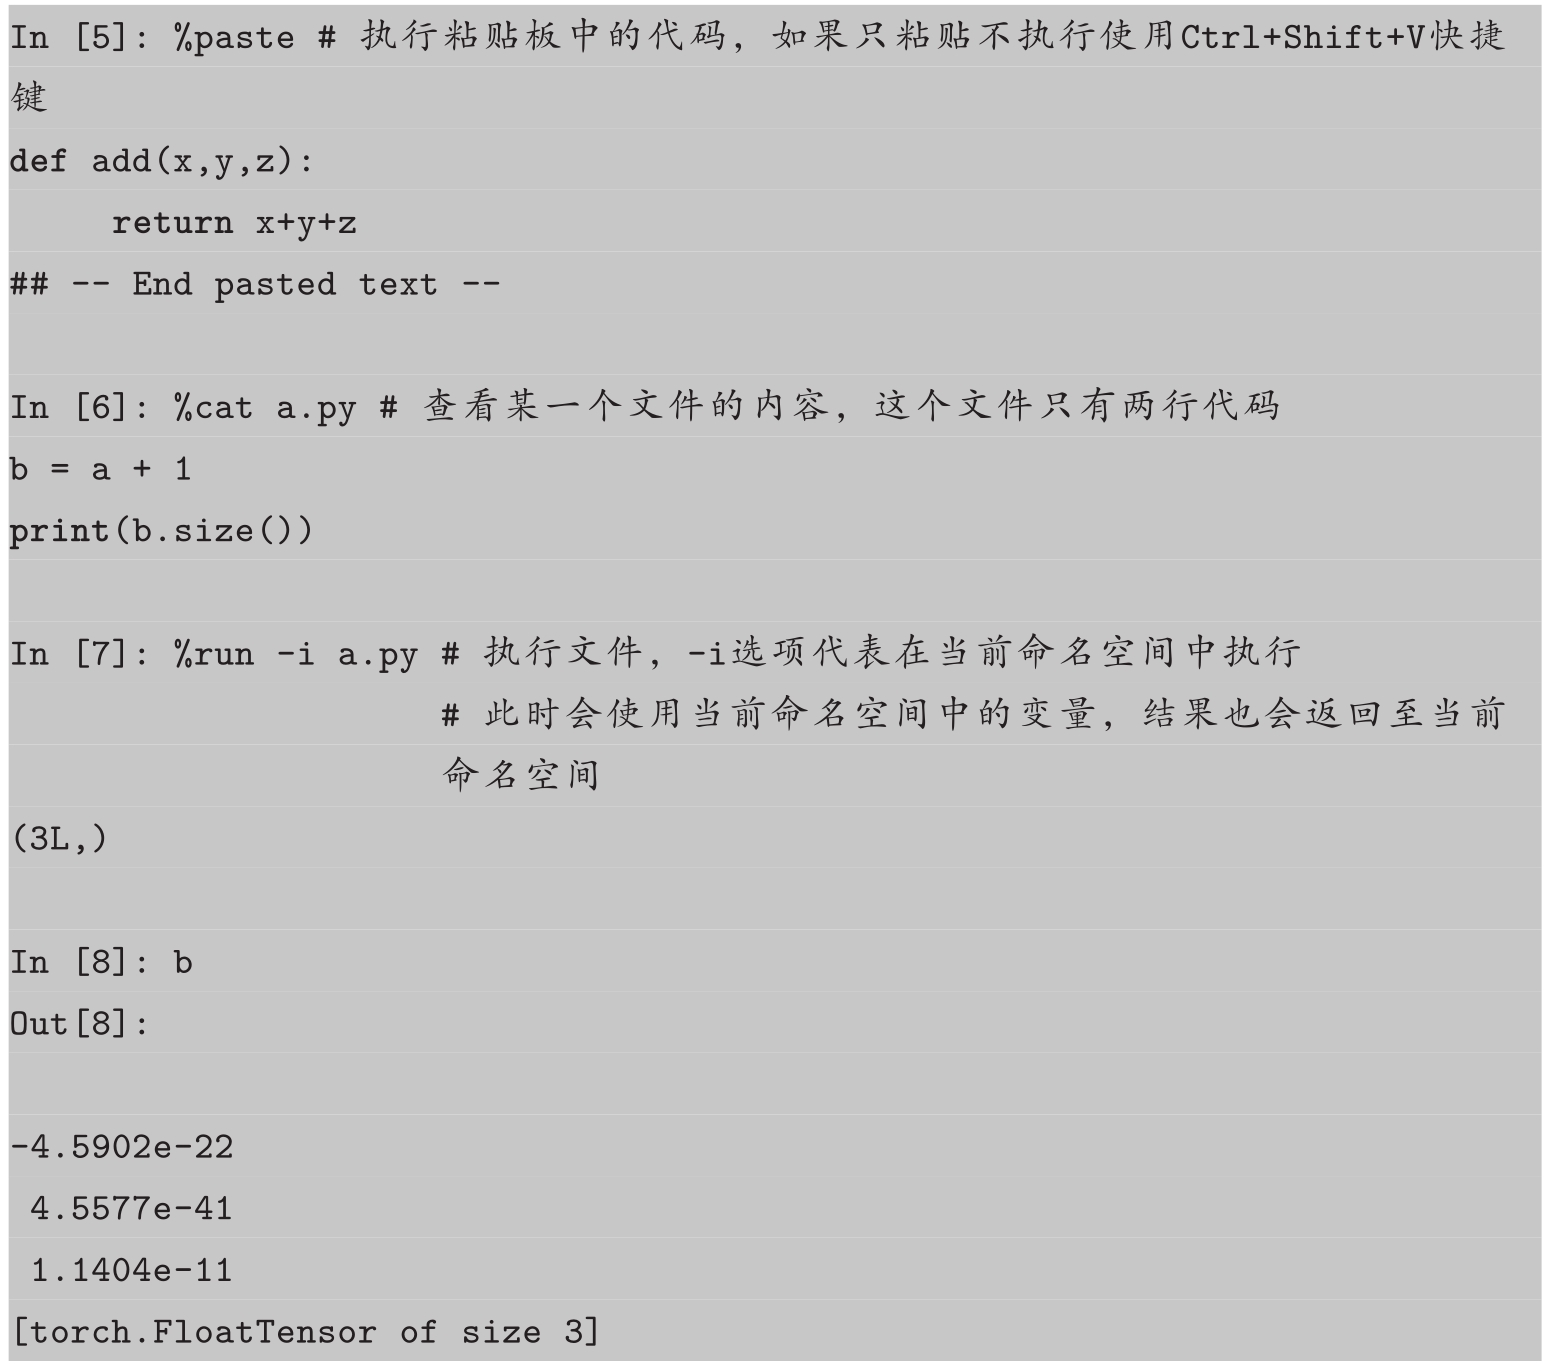 In [5]: %paste # 执行粘贴板中的代码，如果只粘贴不执行使用Ctrl+Shift+V快捷
键
def add(x,y,z):
     return x+y+z
## -- End pasted text --
In [6]: %cat a.py # 查看某一个文件的内容，这个文件只有两行代码
b = a + 1
print(b.size())
In [7]: %run -i a.py # 执行文件，-i选项代表在当前命名空间中执行
                     # 此时会使用当前命名空间中的变量，结果也会返回至当前
                     命名空间
(3L,)
In [8]: b
Out[8]:
-4.5902e-22
 4.5577e-41
 1.1404e-11
[torch.FloatTensor of size 3]